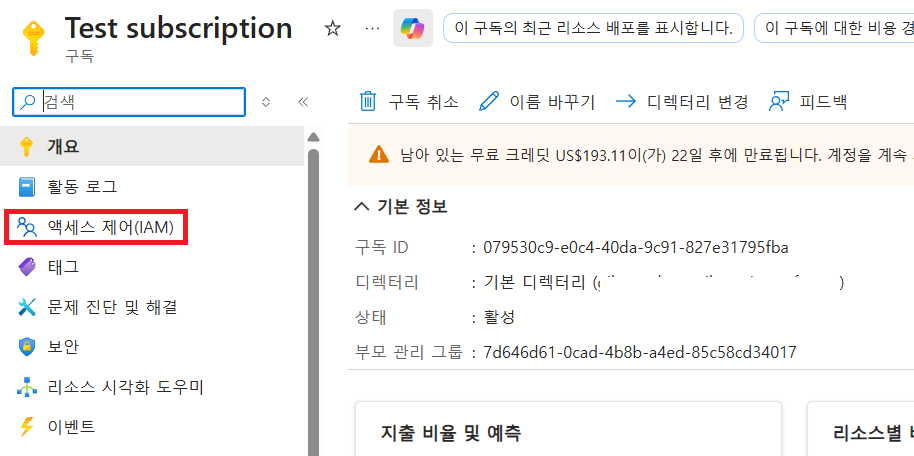 Test subscription
구독
이 구독의 최근 리소스 배포를 표시합니다.
이 구독에 대한 비용 경
검색
구독 취소 이름 바꾸기 디렉터리 변경 피드백
개요
활동 로그
액세스 제어(IAM)
태그
문제 진단 및 해결
보안
리소스 시각화 도우미
이벤트
남아 있는 무료 크레딧 US$193.11이(가) 22일 후에 만료됩니다. 계정을 계속
기본 정보
구독 ID : 079530c9-e0c4-40da-9c91-827e31795fba
디렉터리 : 기본 디렉터리 (
상태 : 활성
부모 관리 그룹 : 7d646d61-0cad-4b8b-a4ed-85c58cd34017
지출 비율 및 예측
리소스별